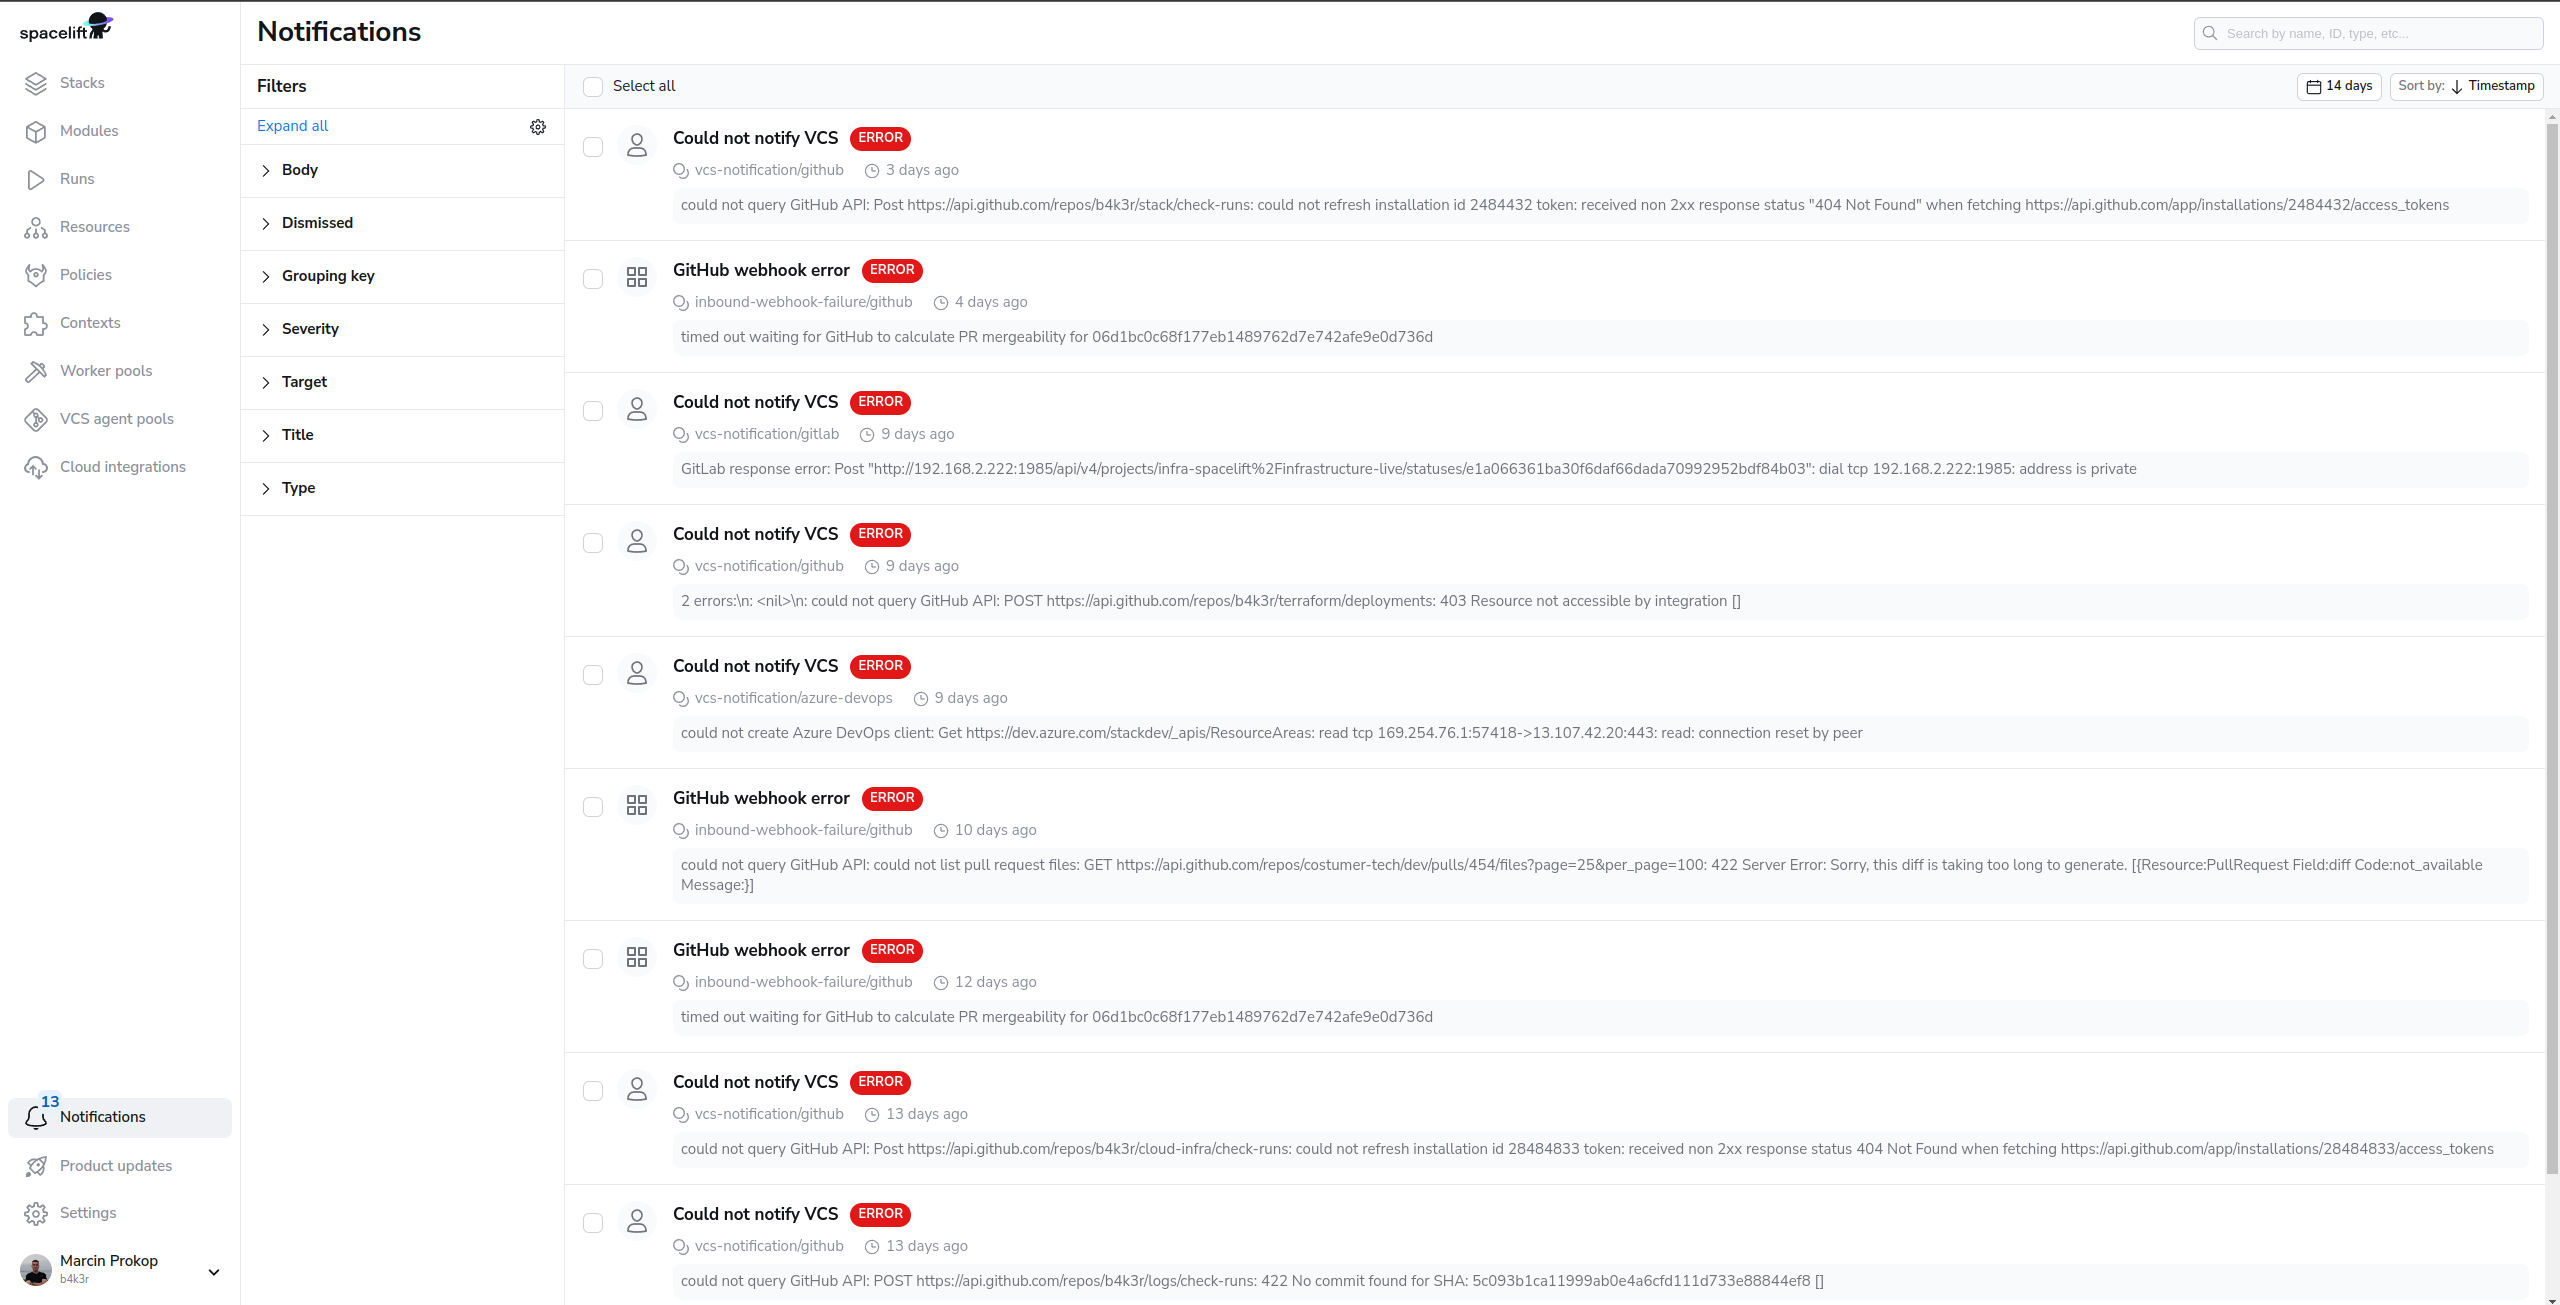 spacelift
Stacks
Modules
Runs
Resources
Policies
Contexts
Worker pools
VCS agent pools
Cloud integrations
13
Notifications
Product updates
Settings
Marcin Prokop
b4k3r
Notifications
Search by name, ID, type, etc...
Filters
Expand all
Body
Dismissed
Grouping key
Severity
Target
Title
Type
Select all
14 days
Sort by: Timestamp
Could not notify VCS ERROR
vcs-notification/github 3 days ago
could not query GitHub API: Post https://api.github.com/repos/b4k3r/stack/check-runs: could not refresh installation id 2484432 token: received non 2xx response status "404 Not Found" when fetching https://api.github.com/app/installations/2484432/access_tokens
GitHub webhook error ERROR
inbound-webhook-failure/github 4 days ago
timed out waiting for GitHub to calculate PR mergeability for 06d1bc0c68f177eb1489762d7e742afe9e0d736d
Could not notify VCS ERROR
vcs-notification/gitlab 9 days ago
GitLab response error: Post "http://192.168.2.222:1985/api/v4/projects/infra-spacelift%2Finfrastructure-live/statuses/e1a066361ba30f6daf66dada70992952bdf84b03": dial tcp 192.168.2.222:1985: address is private
Could not notify VCS ERROR
vcs-notification/github 9 days ago
2 errors:\n: <nil>\n: could not query GitHub API: POST https://api.github.com/repos/b4k3r/terraform/deployments: 403 Resource not accessible by integration []
Could not notify VCS ERROR
vcs-notification/azure-devops 9 days ago
could not create Azure DevOps client: Get https://dev.azure.com/stackdev/_apis/ResourceAreas: read tcp 169.254.76.1:57418->13.107.42.20:443: read: connection reset by peer
GitHub webhook error ERROR
inbound-webhook-failure/github 10 days ago
could not query GitHub API: could not list pull request files: GET https://api.github.com/repos/costumer-tech/dev/pulls/454/files?page=25&per_page=100: 422 Server Error: Sorry, this diff is taking too long to generate. [{Resource:PullRequest Field:diff Code:not_available
Message:}]
GitHub webhook error ERROR
inbound-webhook-failure/github 12 days ago
timed out waiting for GitHub to calculate PR mergeability for 06d1bc0c68f177eb1489762d7e742afe9e0d736d
Could not notify VCS ERROR
vcs-notification/github 13 days ago
could not query GitHub API: Post https://api.github.com/repos/b4k3r/cloud-infra/check-runs: could not refresh installation id 28484833 token: received non 2xx response status 404 Not Found when fetching https://api.github.com/app/installations/28484833/access_tokens
Could not notify VCS ERROR
vcs-notification/github 13 days ago
could not query GitHub API: POST https://api.github.com/repos/b4k3r/logs/check-runs: 422 No commit found for SHA: 5c093b1ca11999ab0e4a6cfd111d733e88844ef8 []